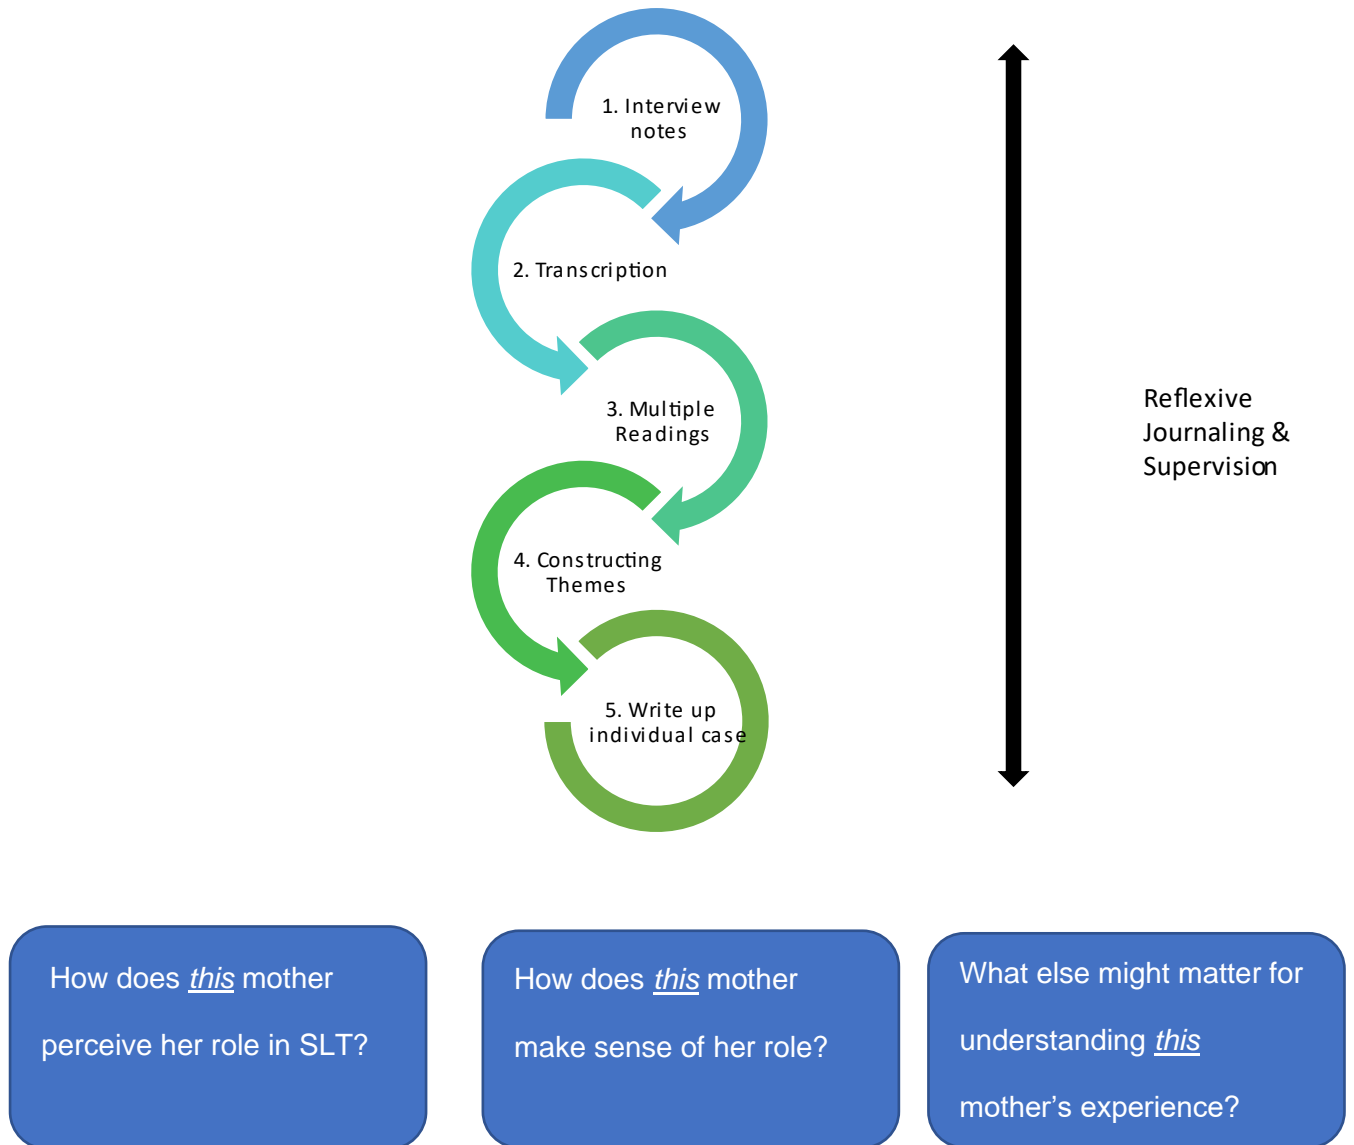 1. Interview
notes
2. Transcription
3. Multiple
Readings
4. Constructing
Themes
5. Write up
individual case
Reflexive
Journaling &
Supervision
How does this mother
perceive her role in SLT?
How does this mother
make sense of her role?
What else might matter for
understanding this
mother’s experience?